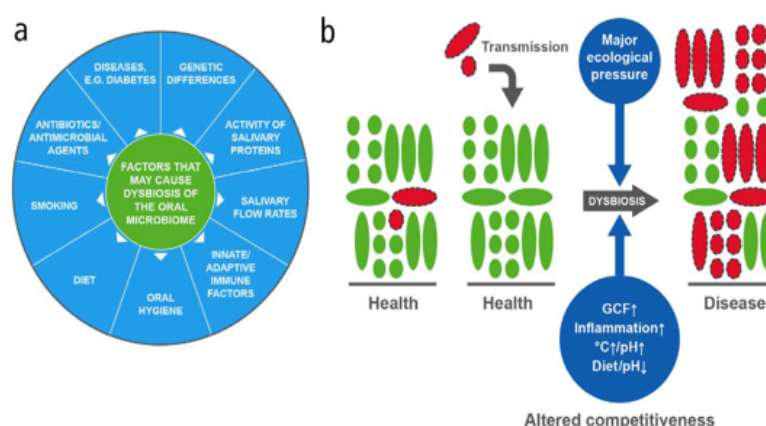 a
DISEASES,
E.G. DIABETES
GENETIC
DIFFERENCES
ACTIVITY OF
SALIVARY
PROTEINS
SALIVARY
FLOW RATES
INNATE/
ADAPTIVE
IMMUNE
FACTORS
ORAL
HYGIENE
DIET
SMOKING
ANTIBIOTICS/
ANTIMICROBIAL
AGENTS
FACTORS THAT
MAY CAUSE
DYSBIOSIS OF
THE ORAL
MICROBIOME
b
Transmission
Major
ecological
pressure
DYSBIOSIS
Health
Health
Disease
GCF↑
Inflammation↑
°C↑/pH↑
Diet/pH↓
Altered competitiveness